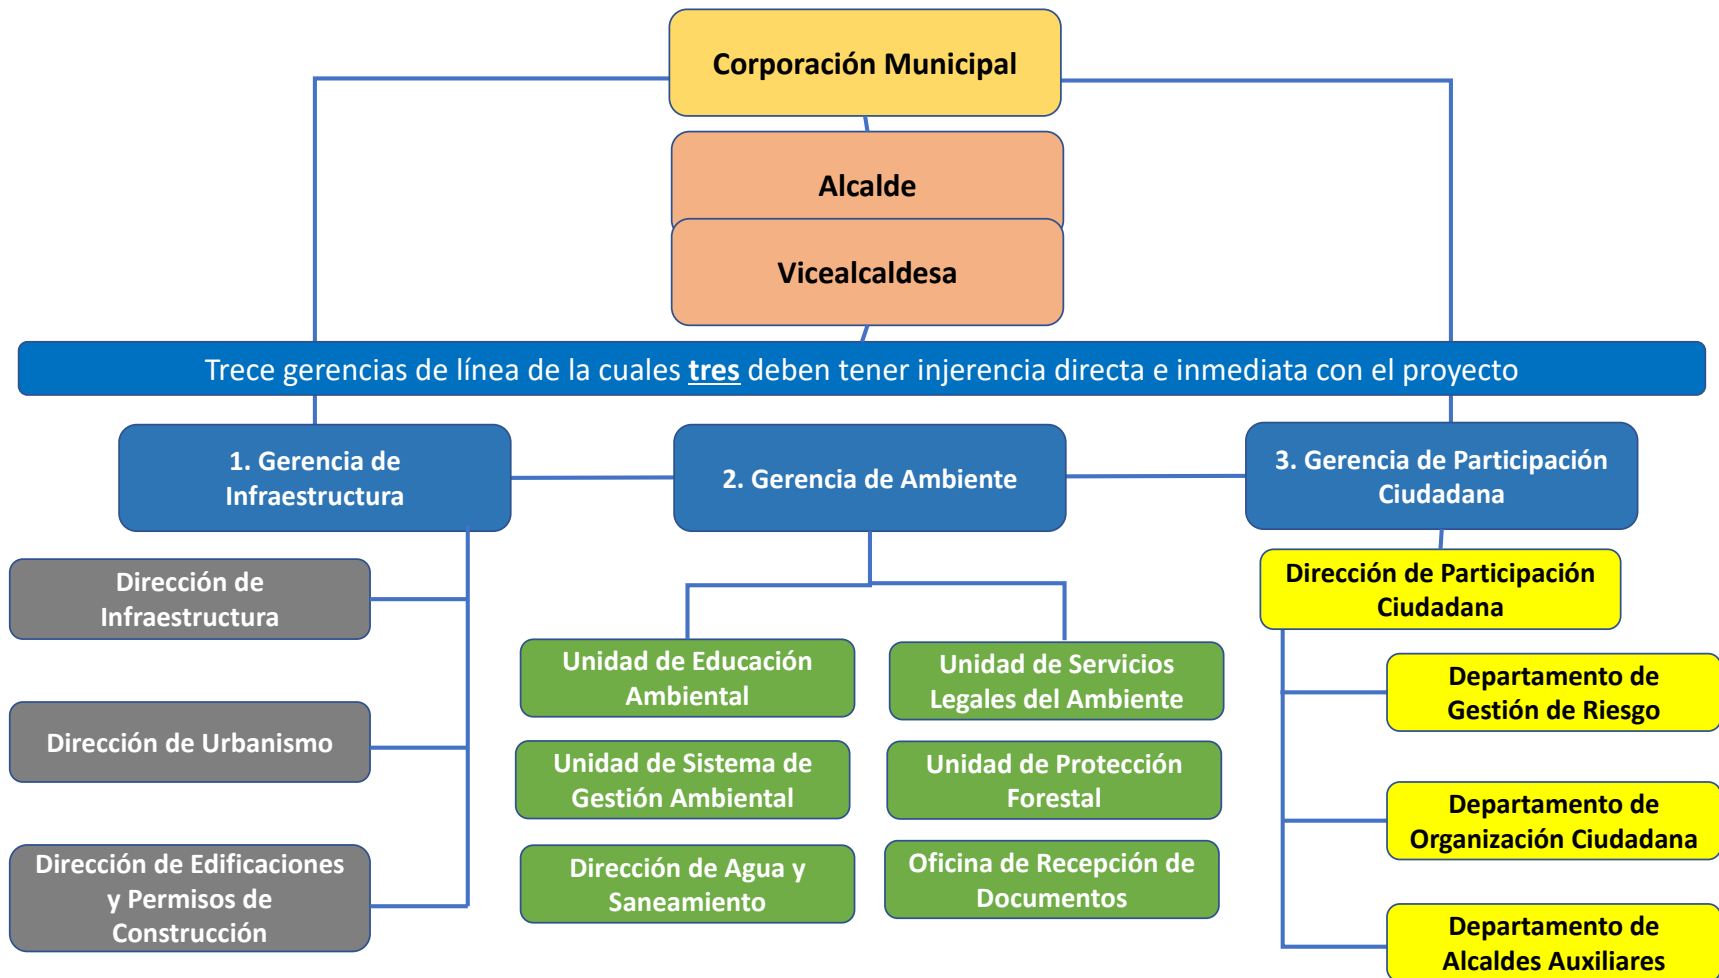 Corporación Municipal
Alcalde
Vicealcaldesa
Trece gerencias de línea de la cuales tres deben tener injerencia directa e inmediata con el proyecto
1. Gerencia de
Infraestructura
2. Gerencia de Ambiente
3. Gerencia de Participación
Ciudadana
Dirección de
Infraestructura
Dirección de Urbanismo
Dirección de Edificaciones
y Permisos de
Construcción
Unidad de Educación
Ambiental
Unidad de Sistema de
Gestión Ambiental
Dirección de Agua y
Saneamiento
Unidad de Servicios
Legales del Ambiente
Unidad de Protección
Forestal
Oficina de Recepción de
Documentos
Dirección de Participación
Ciudadana
Departamento de
Gestión de Riesgo
Departamento de
Organización Ciudadana
Departamento de
Alcaldes Auxiliares